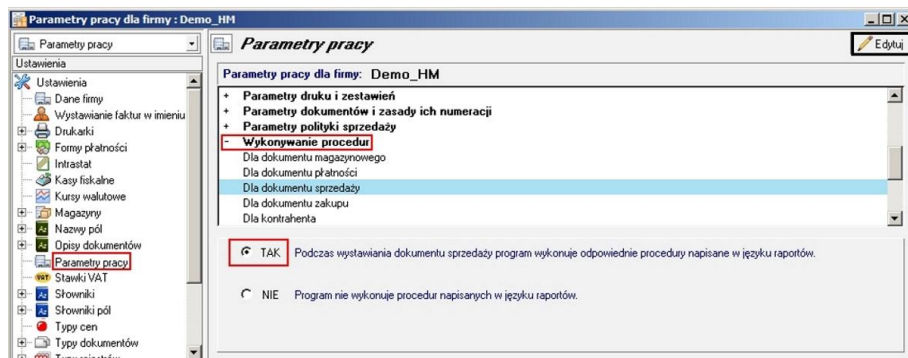 Parametry pracy dla firmy : Demo_HM
Parametry pracy
Ustawienia
Ustawienia
Dane firmy
Wystawianie faktur w imieniu
Drukarki
Formy płatności
Intrastat
Kasy fiskalne
Kursy walutowe
Magazyny
Nazwy pól
Opisy dokumentów
Parametry pracy
Stawki VAT
Słowniki
Słowniki pól
Typy cen
Typy dokumentów
Parametry pracy
Edytuj
Parametry pracy dla firmy: Demo_HM
+ Parametry druku i zestawień
+ Parametry dokumentów i zasady ich numeracji
+ Parametry polityki sprzedaży
- Wykonywanie procedur
Dla dokumentu magazynowego
Dla dokumentu płatności
Dla dokumentu sprzedaży
Dla dokumentu zakupu
Dla kontrahenta
TAK Podczas wystawiania dokumentu sprzedaży program wykonuje odpowiednie procedury napisane w języku raportów.
NIE Program nie wykonuje procedur napisanych w języku raportów.